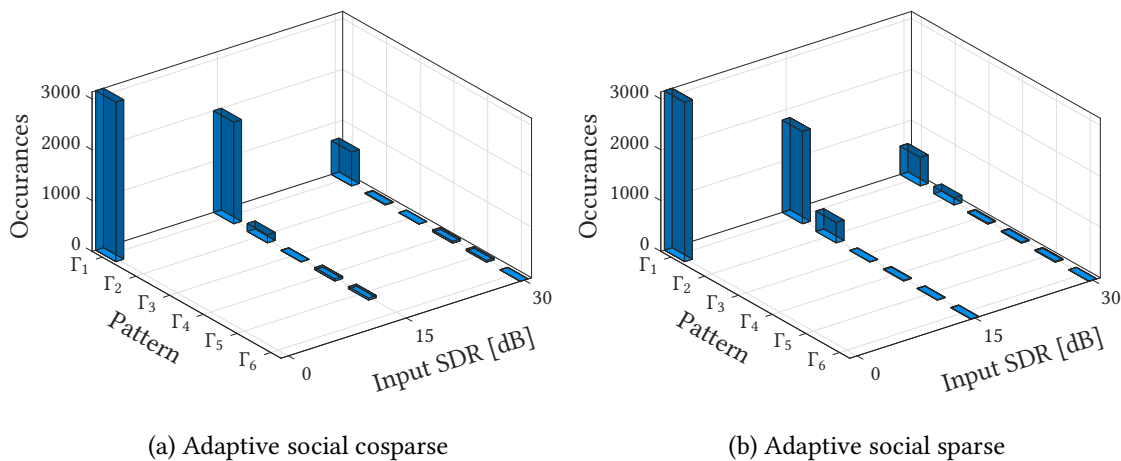 3000
2000
1000
0
Occurances
Γ1
Γ2
Γ3
Γ4
Γ5
Γ6
Pattern
0
15
30
Input SDR [dB]
(a) Adaptive social cosparse
3000
2000
1000
0
Occurances
Γ1
Γ2
Γ3
Γ4
Γ5
Γ6
Pattern
0
15
30
Input SDR [dB]
(b) Adaptive social sparse